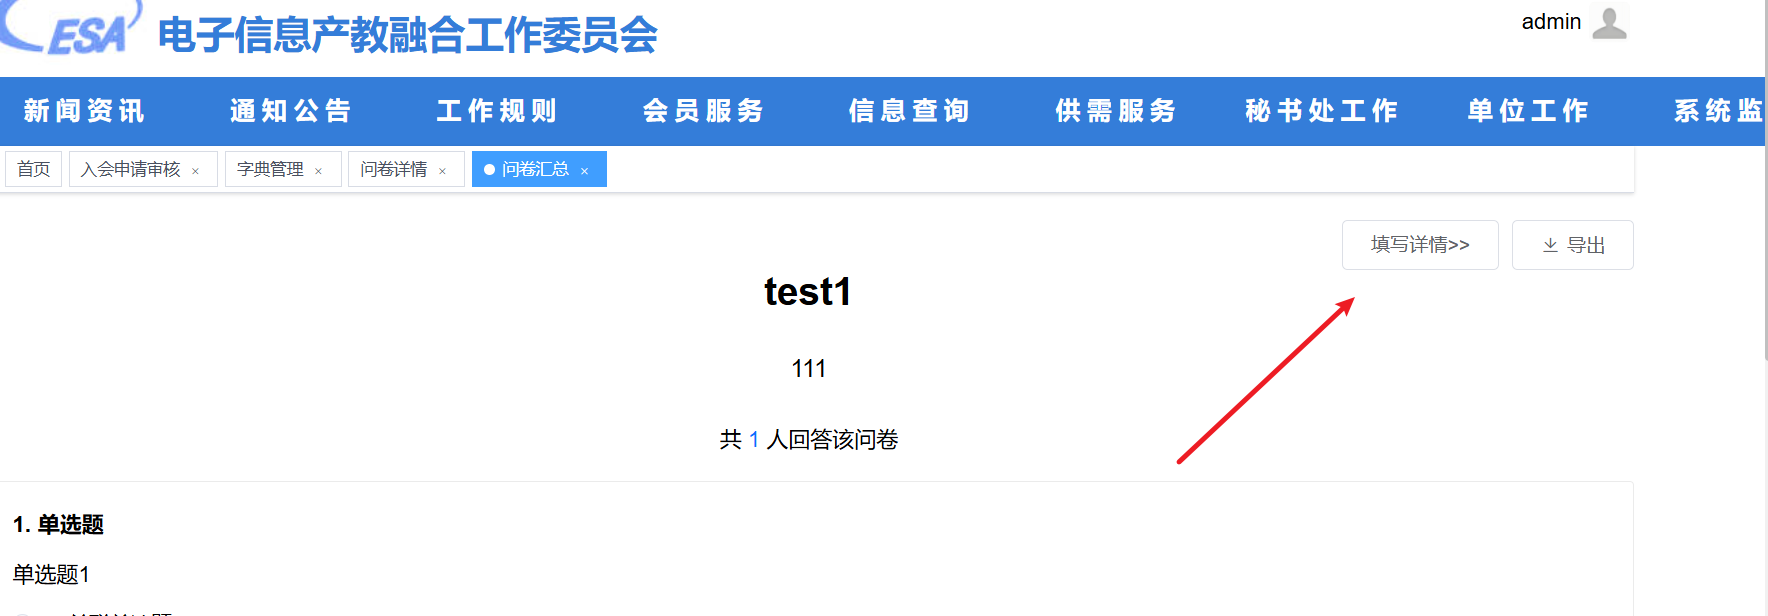 ESA 电子信息产教融合工作委员会
admin
新闻资讯 通知公告 工作规则 会员服务 信息查询 供需服务 秘书处工作 单位工作 系统监
首页 入会申请审核 × 字典管理 × 问卷详情 × 问卷汇总 ×
填写详情>> 导出
test1
111
共 1 人回答该问卷
1. 单选题
单选题1